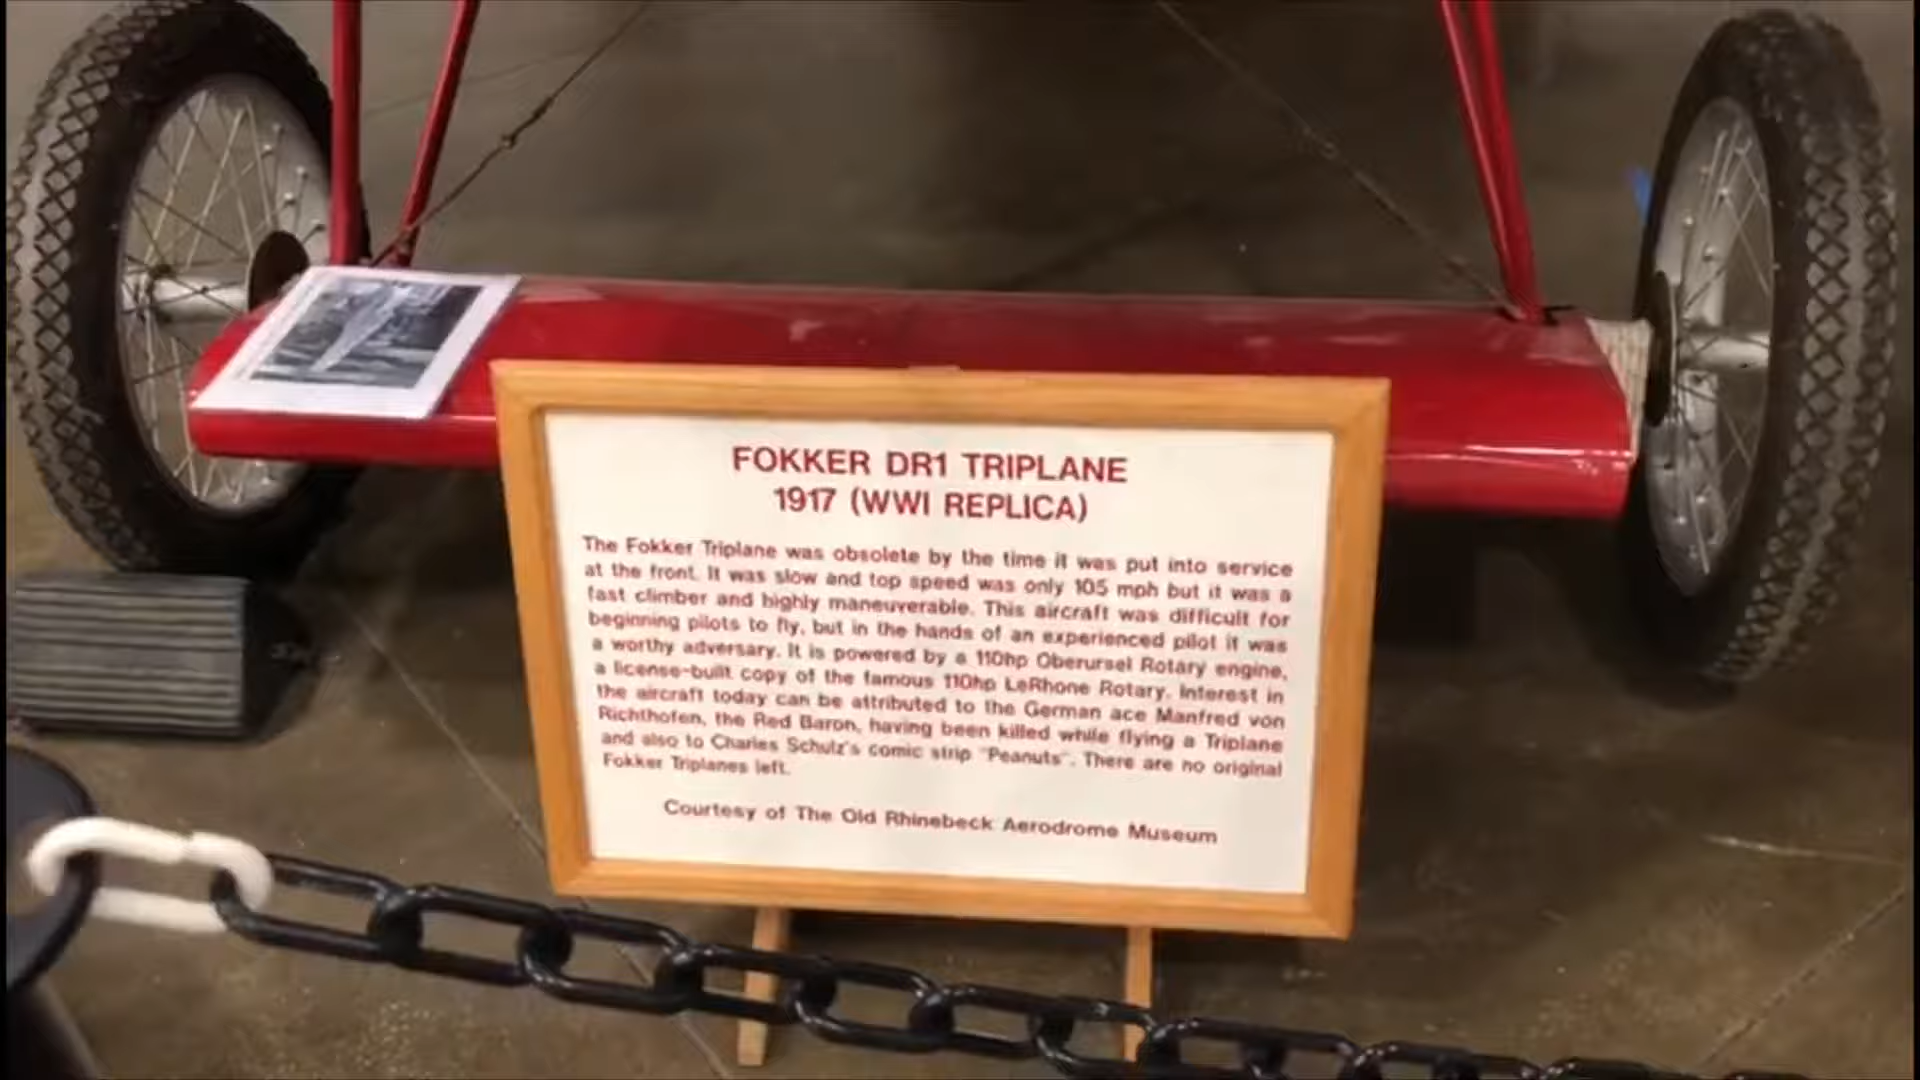 FOKKER DR1 TRIPLANE
1917 (WWI REPLICA)
The Fokker Triplane was obsolete by the time it was put into service
at the front. It was slow and top speed was only 105 mph but it was a
fast climber and highly maneuverable. This aircraft was difficult for
beginning pilots to fly, but in the hands of an experienced pilot it was
a worthy adversary. It is powered by a 110hp Oberursel Rotary engine,
a license-built copy of the famous 110hp LeRhone Rotary. Interest in
the aircraft today can be attributed to the German ace Manfred von
Richthofen, the Red Baron, having been killed while flying a Triplane
and also to Charles Schulz's comic strip "Peanuts". There are no original
Fokker Triplanes left.
Courtesy of The Old Rhinebeck Aerodrome Museum